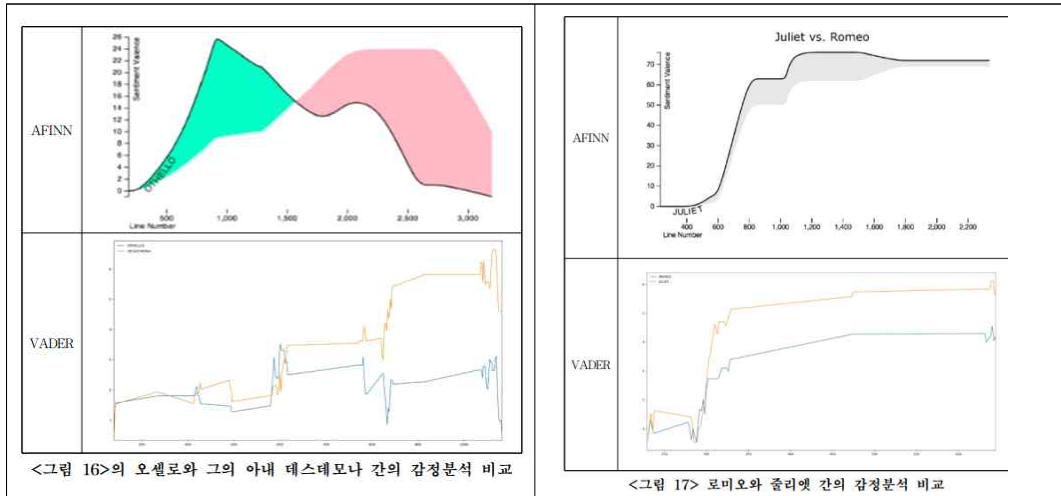 AFINN
26
24
22
20
18
16
14
12
10
8
6
4
2
0
Sentiment Valence
OTHELLO
500
1,000
1,500
2,000
2,500
3,000
Line Number
VADER
OTHELLO
DESDEMONA
<그림 16>의 오셀로와 그의 아내 데스데모나 간의 감정분석 비교
AFINN
Juliet vs. Romeo
70
60
50
40
30
20
10
0
Sentiment Valence
JULIET
400
600
800
1,000
1,200
1,400
1,600
1,800
2,000
2,200
Line Number
VADER
ROMEO
JULIET
<그림 17> 로미오와 줄리엣 간의 감정분석 비교